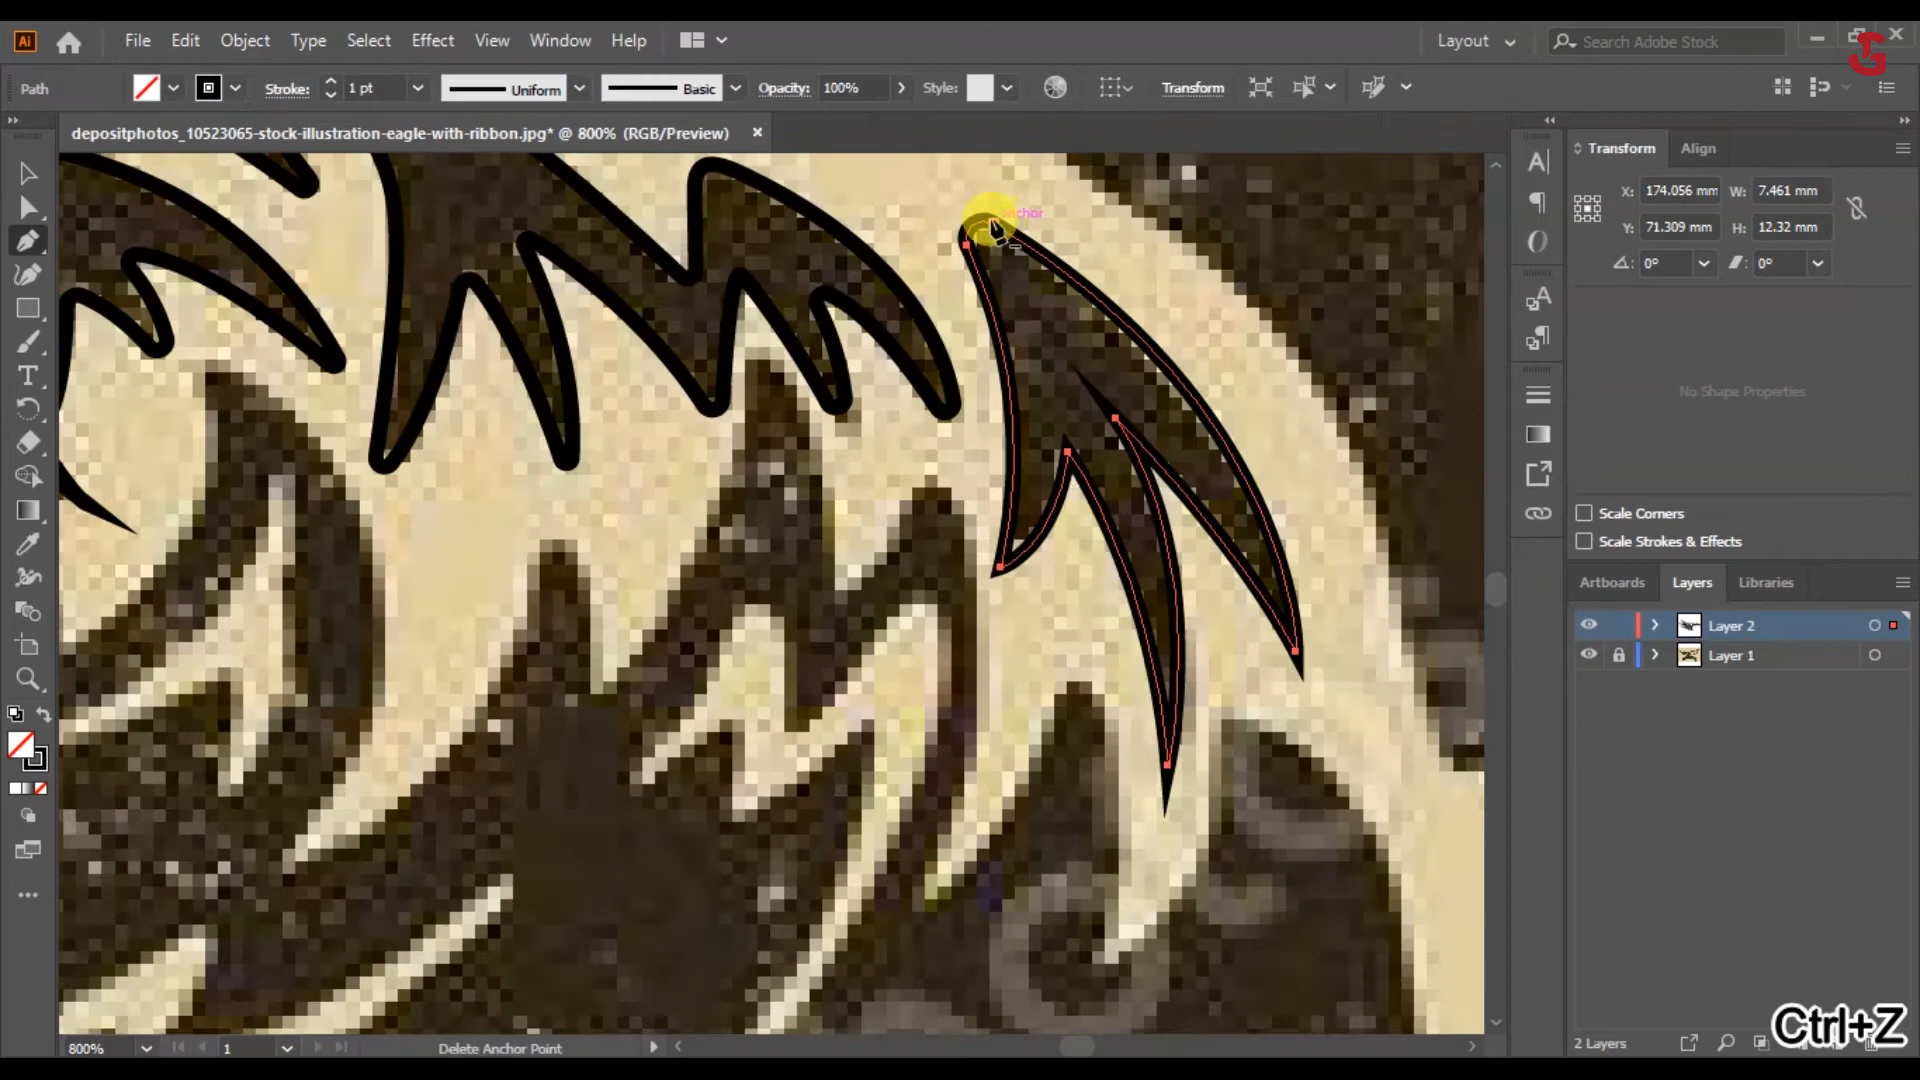 Ai File Edit Object Type Select Effect View Window Help Layout Search Adobe Stock
Path Stroke: 1 pt Uniform Basic Opacity: 100% Style: Transform
depositphotos_10523065-stock-illustration-eagle-with-ribbon.jpg* @ 800% (RGB/Preview)
Transform Align
X: 174.056 mm W: 7.461 mm
Y: 71.309 mm H: 12.32 mm
0° 0°
No Shape Properties
Scale Corners
Scale Strokes & Effects
Artboards Layers Libraries
Layer 2
Layer 1
Ctrl+Z
800% 1 Delete Anchor Point 2 Layers